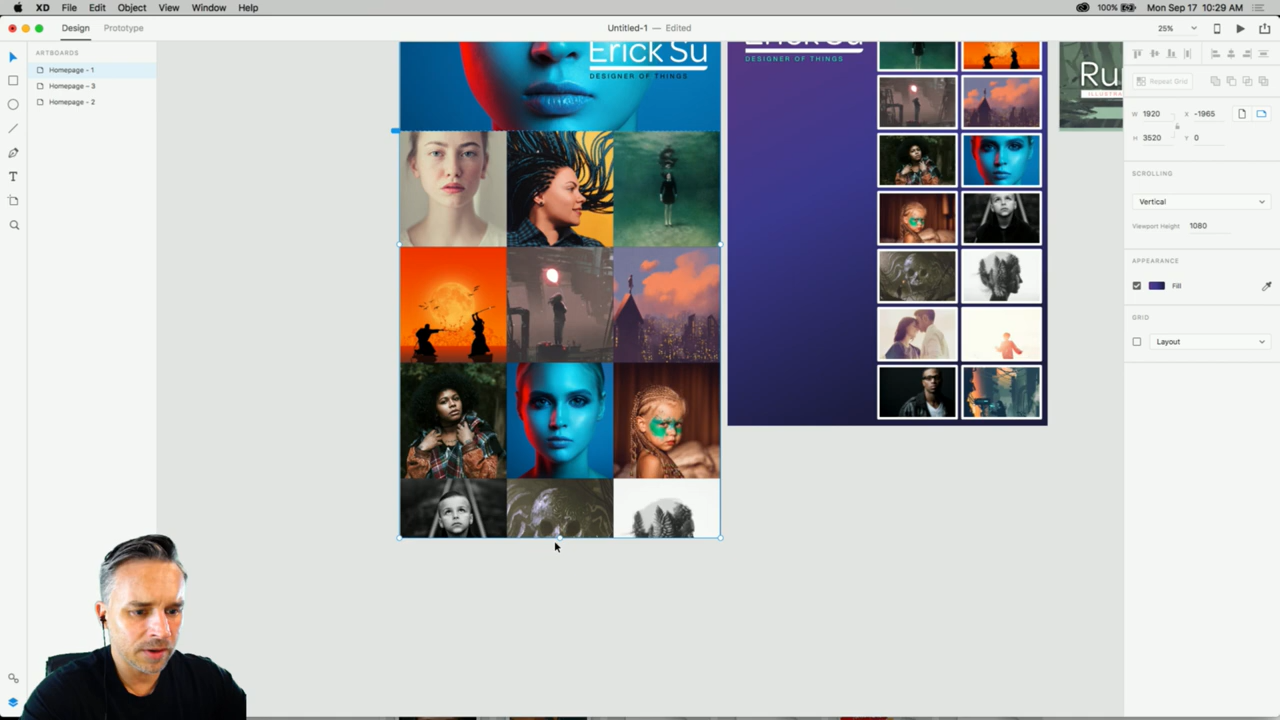 XD File Edit Object View Window Help
100% Mon Sep 17 10:29 AM
Design Prototype
Untitled-1 — Edited
25%
ARTBOARDS
Homepage - 1
Homepage - 3
Homepage - 2
Erick Su
DESIGNER OF THINGS
Erick Su
DESIGNER OF THINGS
Ru
Repeat Grid
W 1920 X -1965
H 3520 Y 0
SCROLLING
Vertical
Viewport Height 1080
APPEARANCE
Fill
GRID
Layout